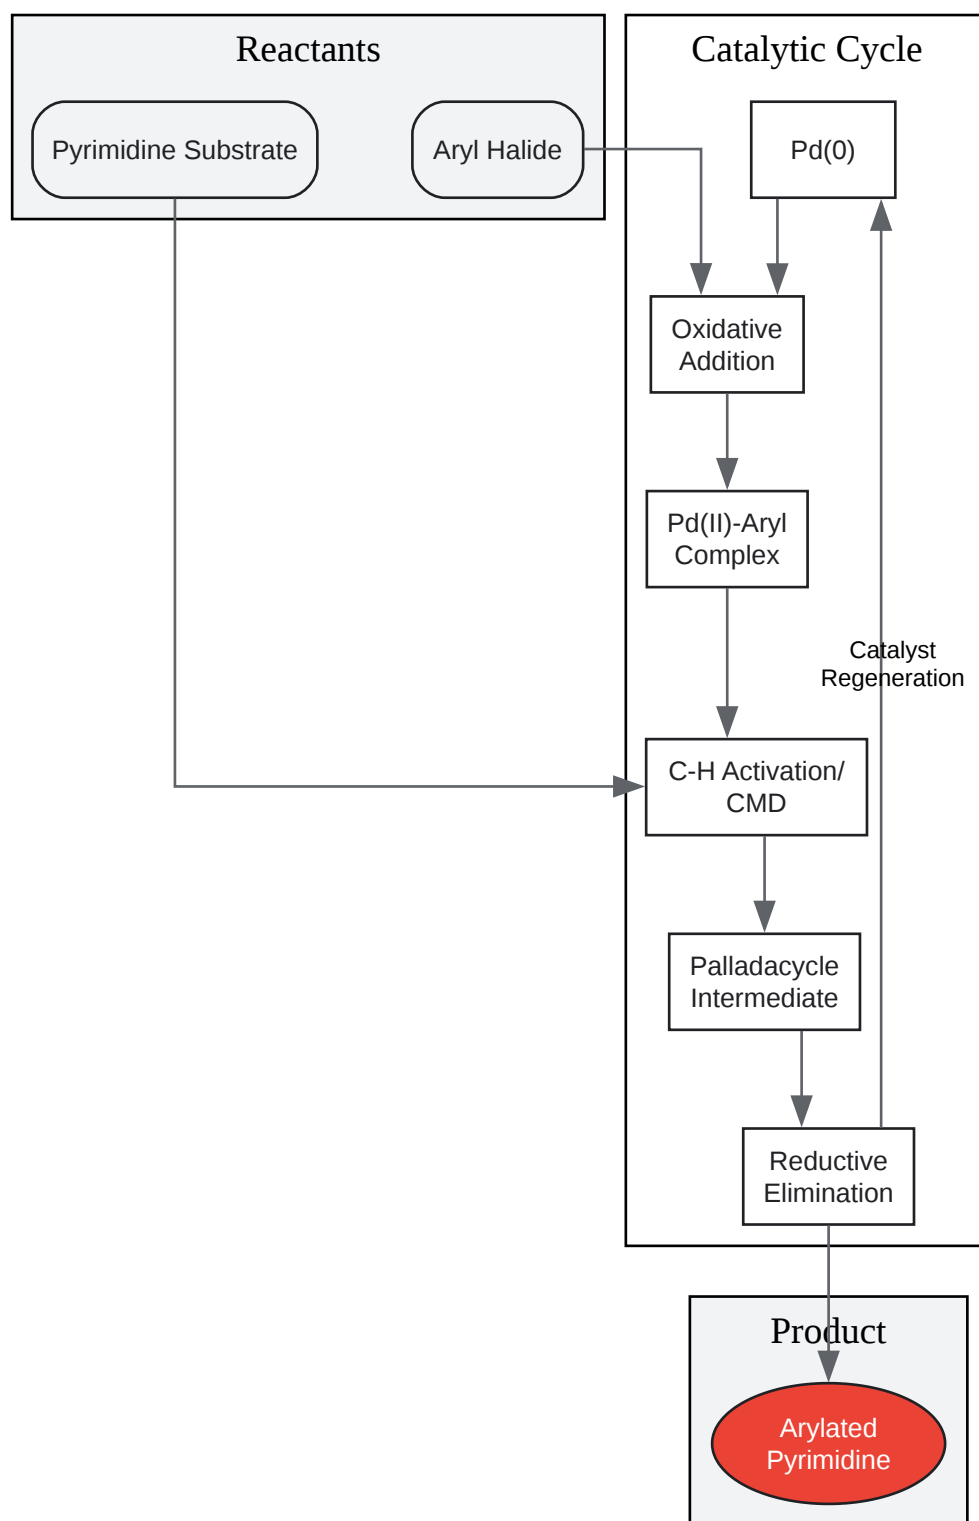 Reactants
Catalytic Cycle
Pyrimidine Substrate
Aryl Halide
Pd(0)
Oxidative
Addition
Pd(II)-Aryl
Complex
Catalyst
Regeneration
C-H Activation/
CMD
Palladacycle
Intermediate
Reductive
Elimination
Product
Arylated
Pyrimidine